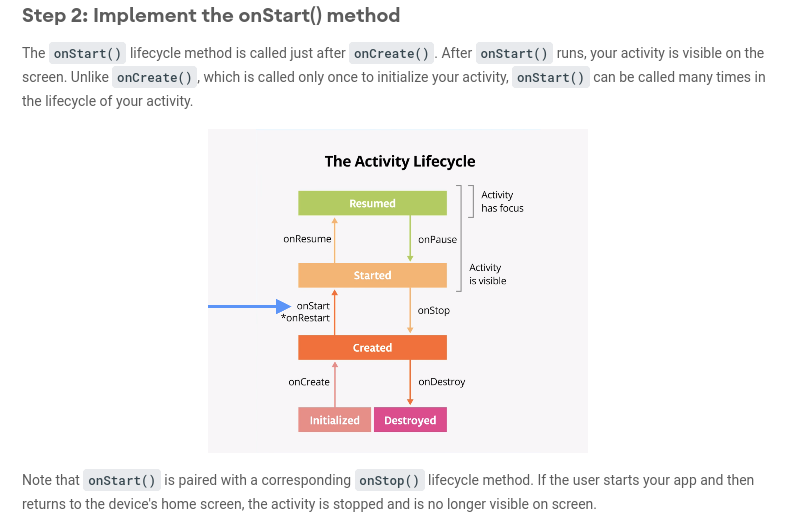 Step 2: Implement the onStart() method
The onStart() lifecycle method is called just after onCreate(). After onStart() runs, your activity is visible on the
screen. Unlike onCreate(), which is called only once to initialize your activity, onStart() can be called many times in
the lifecycle of your activity.
The Activity Lifecycle
Resumed
Activity
has focus
onResume
onPause
Started
Activity
is visible
onStart
*onRestart
onStop
Created
onCreate
onDestroy
Initialized
Destroyed
Note that onStart() is paired with a corresponding onStop() lifecycle method. If the user starts your app and then
returns to the device's home screen, the activity is stopped and is no longer visible on screen.